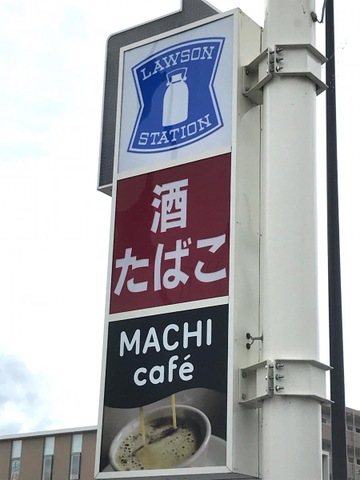 LAWSON
STATION
酒
たばこ
MACHI
café